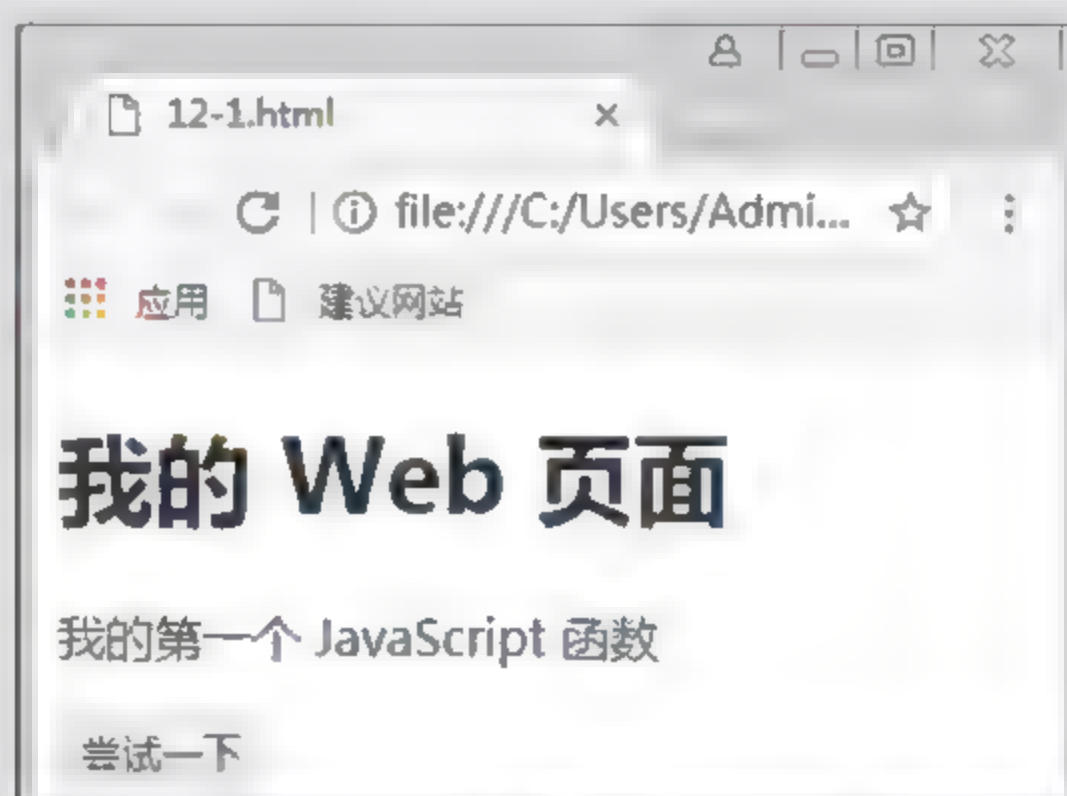 12-1.html
file:///C:/Users/Admi...
应用 建议网站
我的 Web 页面
我的第一个 JavaScript 函数
尝试一下